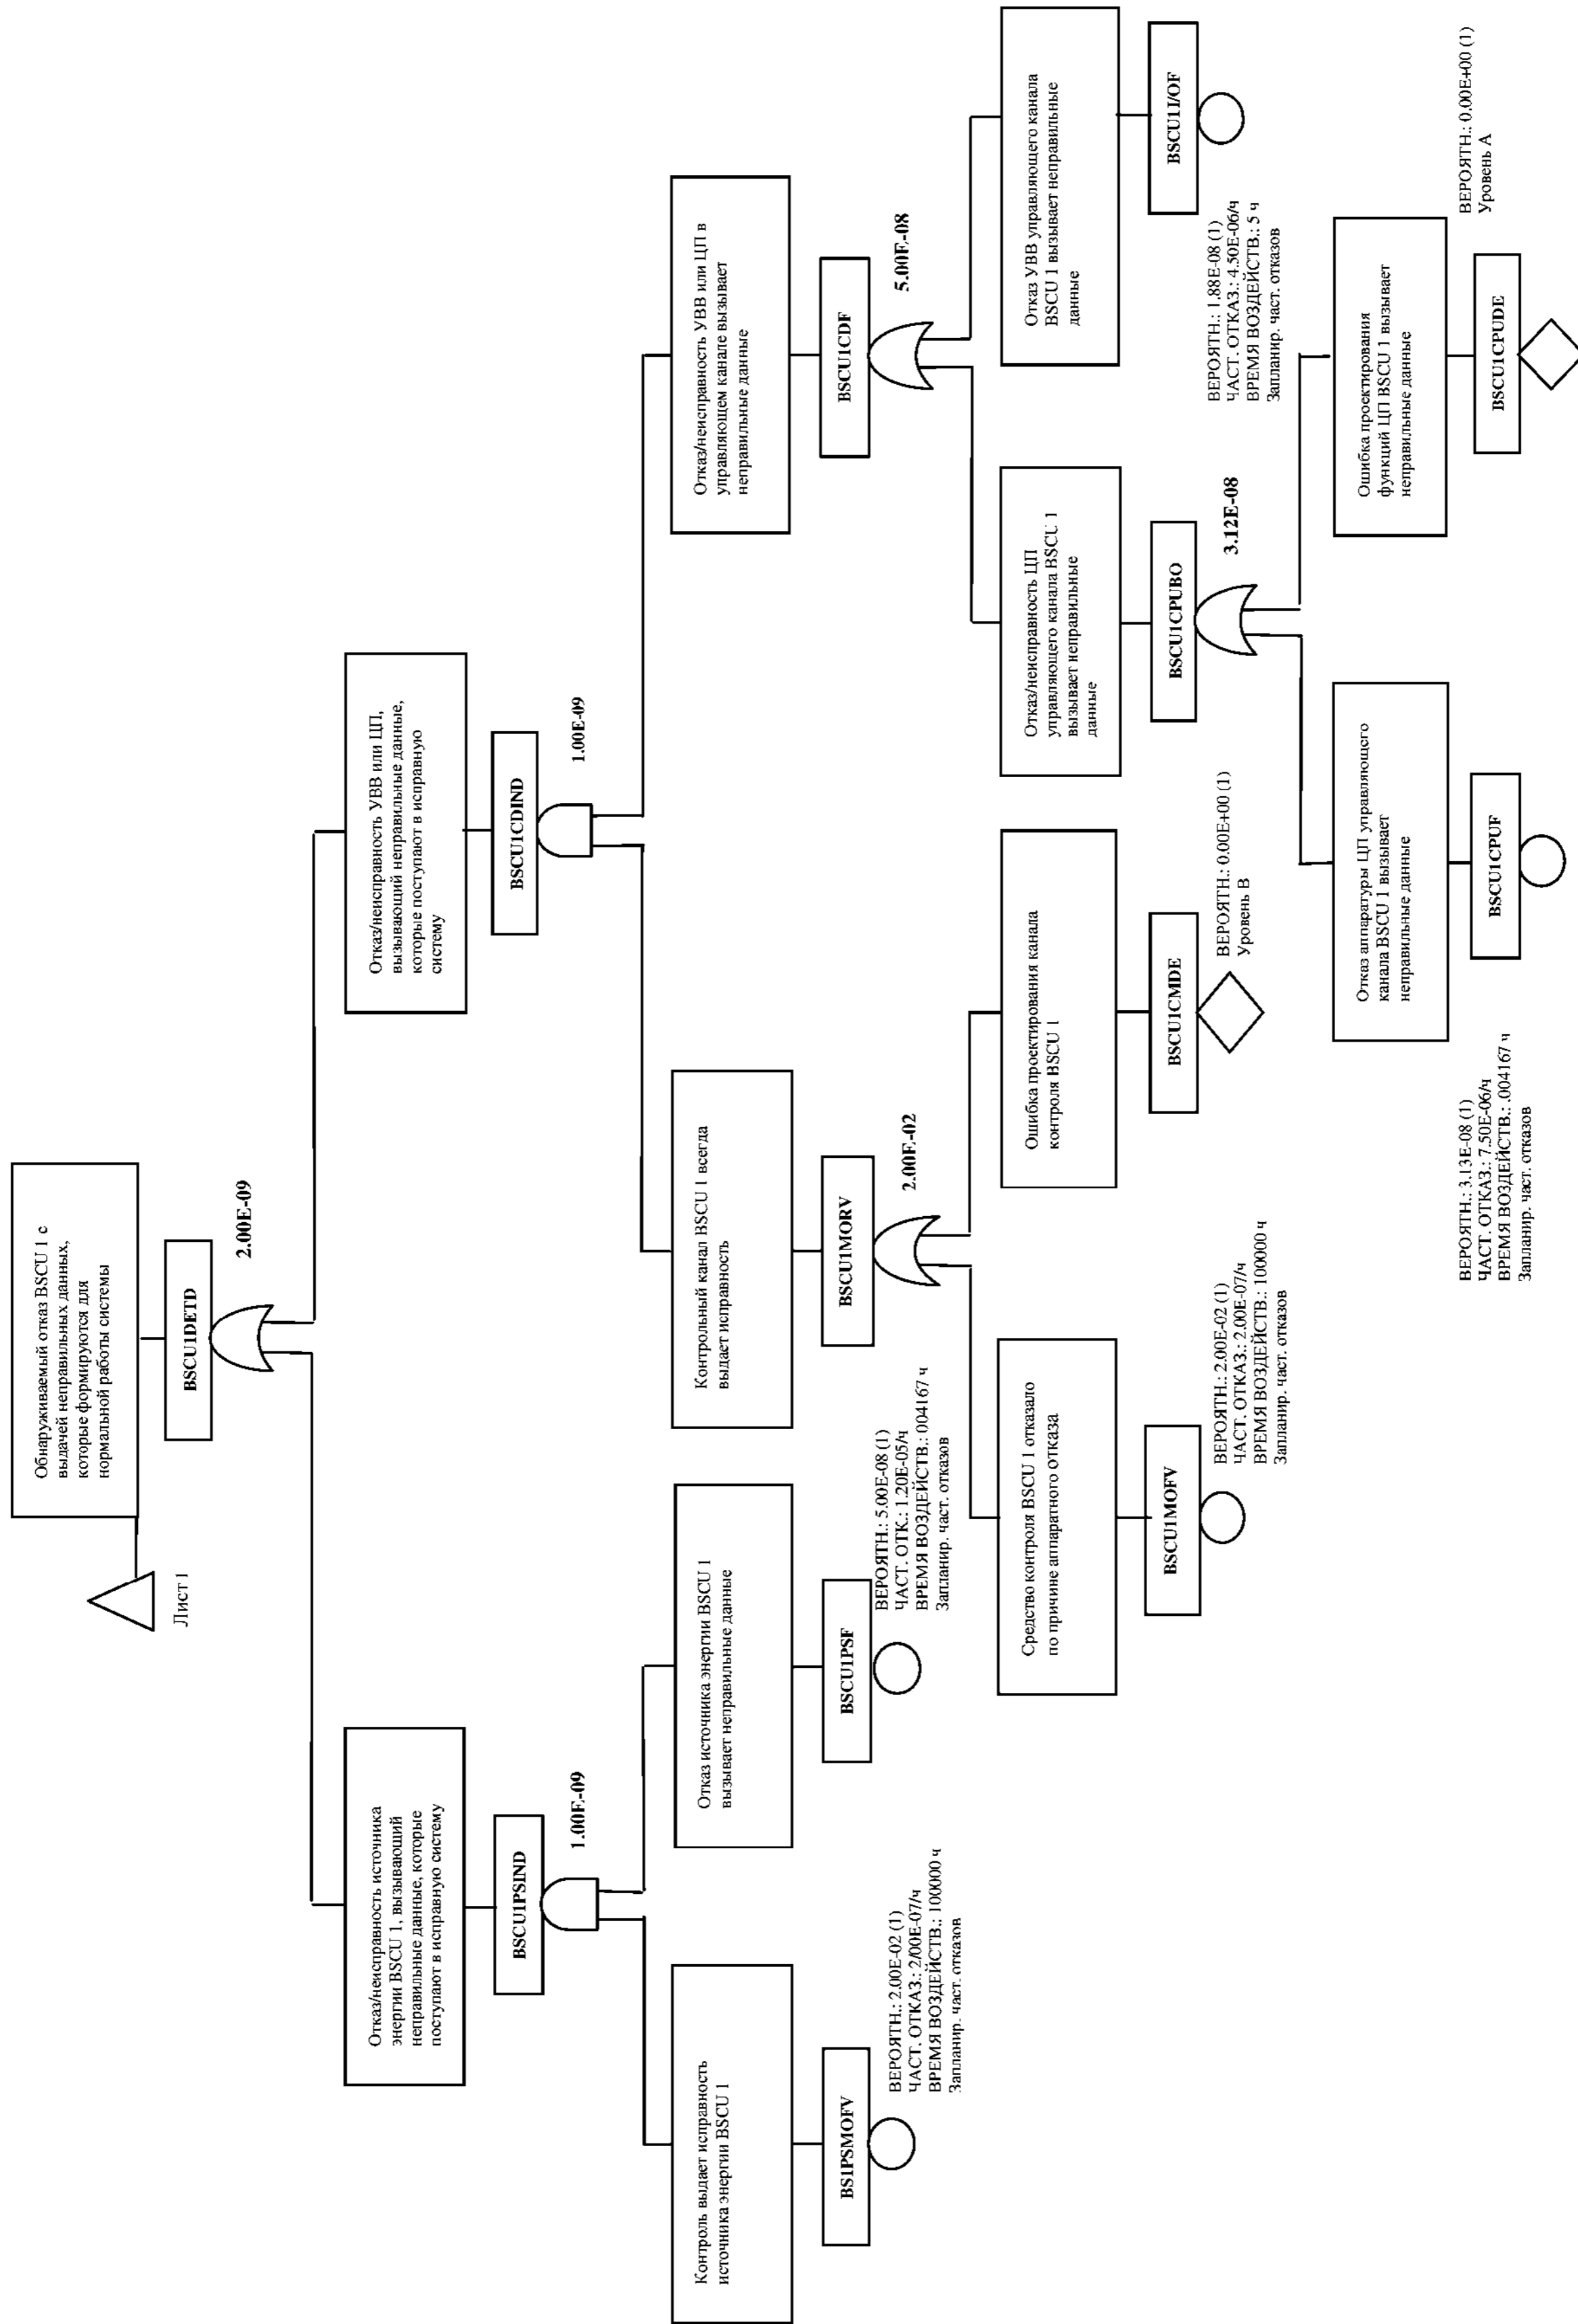 Обнаруживаемый отказ BSCU 1 с
выдачей неправильных данных,
которые формируются для
нормальной работы системы
Лист 1
BSCU1DETD
2.00E-09
Отказ/неисправность источника
энергии BSCU 1, вызывающий
неправильные данные, которые
поступают в исправную систему
BSCU1PSIND
1.00E-09
Отказ/неисправность УВВ или ЦП,
вызывающий неправильные данные,
которые поступают в исправную
систему
BSCU1CDIND
1.00E-09
Контроль выдает исправность
источника энергии BSCU 1
BS1PSMOFV
ВЕРОЯТН.: 2.00E-02 (1)
ЧАСТ. ОТКАЗ.: 2/00E-07/ч
ВРЕМЯ ВОЗДЕЙСТВ.: 100000 ч
Запланир. част. отказов
Отказ источника энергии BSCU 1
вызывает неправильные данные
BSCU1PSF
ВЕРОЯТН.: 5.00E-08 (1)
ЧАСТ. ОТК.: 1.20E-05/ч
ВРЕМЯ ВОЗДЕЙСТВ.: 004167 ч
Запланир. част. отказов
Контрольный канал BSCU 1 всегда
выдает исправность
BSCU1MORV
2.00E-02
Отказ/неисправность УВВ или ЦП в
управляющем канале вызывает
неправильные данные
BSCU1CDF
5.00E-08
Средство контроля BSCU 1 отказало
по причине аппаратного отказа
BSCU1MOFV
ВЕРОЯТН.: 2.00E-02 (1)
ЧАСТ. ОТКАЗ.: 2.00E-07/ч
ВРЕМЯ ВОЗДЕЙСТВ.: 100000 ч
Запланир. част. отказов
Ошибка проектирования канала
контроля BSCU 1
BSCU1CMDE
ВЕРОЯТН.: 0.00E+00 (1)
Уровень В
Отказ/неисправность ЦП
управляющего канала BSCU 1
вызывает неправильные
данные
BSCU1CPUBO
3.12E-08
Отказ УВВ управляющего канала
BSCU 1 вызывает неправильные
данные
BSCU1I/OF
ВЕРОЯТН.: 1.88E-08 (1)
ЧАСТ. ОТКАЗ.: 4.50E-06/ч
ВРЕМЯ ВОЗДЕЙСТВ.: 5 ч
Запланир. част. отказов
Отказ аппаратуры ЦП управляющего
канала BSCU 1 вызывает
неправильные данные
BSCU1CPUF
ВЕРОЯТН.: 3.13E-08 (1)
ЧАСТ. ОТКАЗ.: 7.50E-06/ч
ВРЕМЯ ВОЗДЕЙСТВ.: .004167 ч
Запланир. част. отказов
Ошибка проектирования
функций ЦП BSCU 1 вызывает
неправильные данные
BSCU1CPUDE
ВЕРОЯТН.: 0.00E+00 (1)
Уровень А